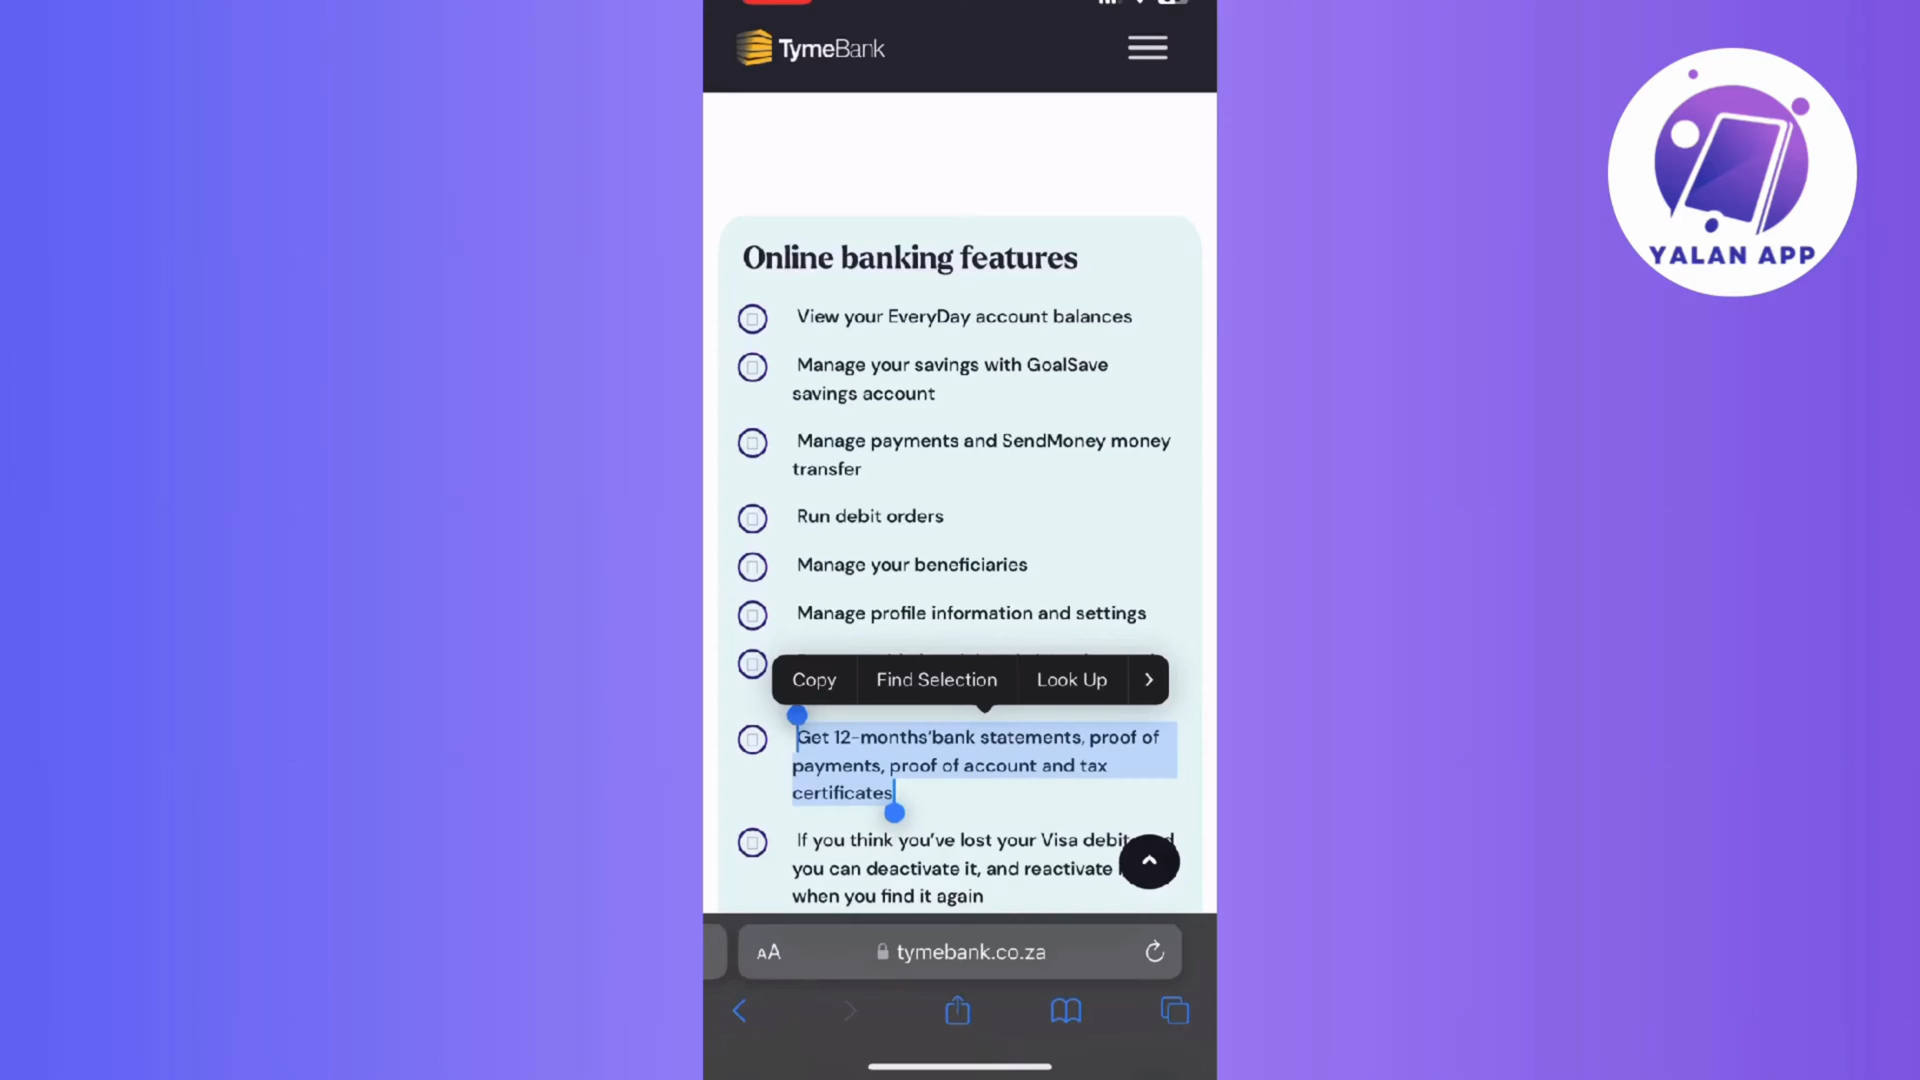 TymeBank
YALAN APP
Online banking features
View your EveryDay account balances
Manage your savings with GoalSave
savings account
Manage payments and SendMoney money
transfer
Run debit orders
Manage your beneficiaries
Manage profile information and settings
Copy
Find Selection
Look Up
Get 12-months'bank statements, proof of
payments, proof of account and tax
certificates
If you think you've lost your Visa debit
you can deactivate it, and reactivate
when you find it again
AA
tymebank.co.za